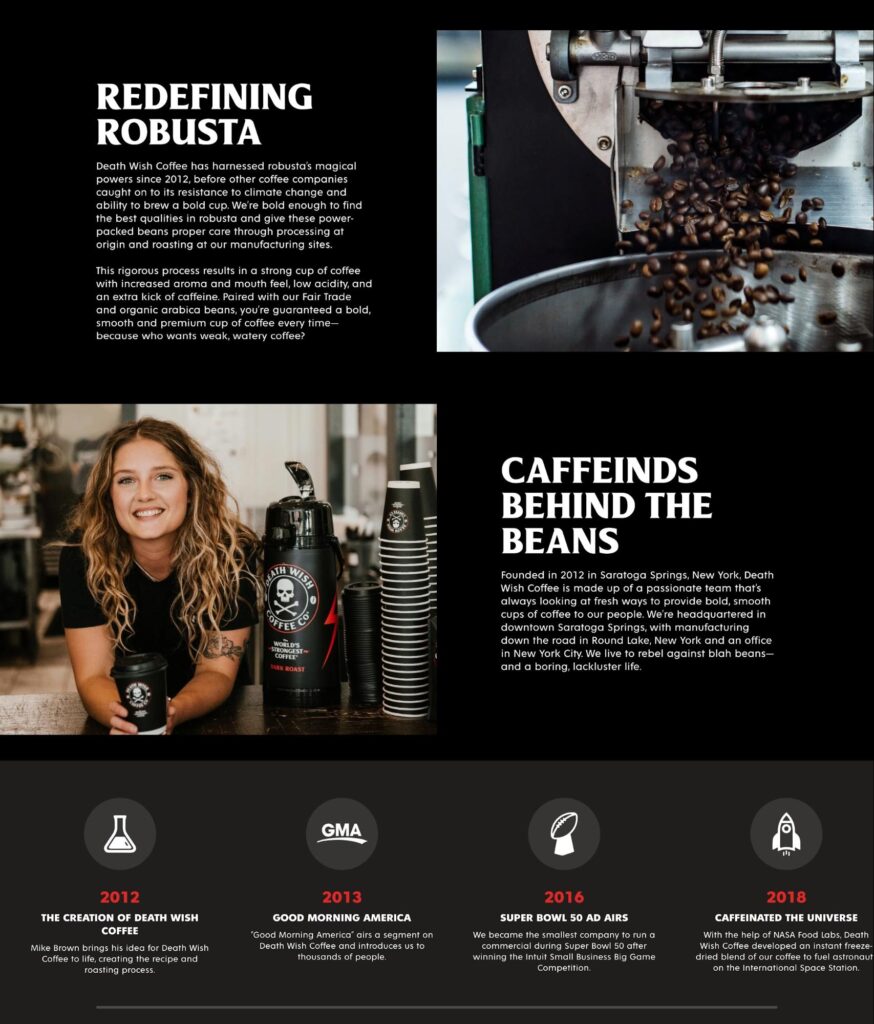 REDEFINING
ROBUSTA
Death Wish Coffee has harnessed robusta's magical
powers since 2012, before other coffee companies
caught on to its resistance to climate change and
ability to brew a bold cup. We're bold enough to find
the best qualities in robusta and give these power-
packed beans proper care through processing at
origin and roasting at our manufacturing sites.
This rigorous process results in a strong cup of coffee
with increased aroma and mouth feel, low acidity, and
an extra kick of caffeine. Paired with our Fair Trade
and organic arabica beans, you're guaranteed a bold,
smooth and premium cup of coffee every time—
because who wants weak, watery coffee?
DEATH WISH
COFFEE CO
THE
WORLD'S
STRONGEST
COFFEE
DARK ROAST
DEATH WISH
COFFEE CO
CAFFEINDS
BEHIND THE
BEANS
Founded in 2012 in Saratoga Springs, New York, Death
Wish Coffee is made up of a passionate team that's
always looking at fresh ways to provide bold, smooth
cups of coffee to our people. We're headquartered in
downtown Saratoga Springs, with manufacturing
down the road in Round Lake, New York and an office
in New York City. We live to rebel against blah beans—
and a boring, lackluster life.
2012
THE CREATION OF DEATH WISH
COFFEE
Mike Brown brings his idea for Death Wish
Coffee to life, creating the recipe and
roasting process.
GMA
2013
GOOD MORNING AMERICA
"Good Morning America" airs a segment on
Death Wish Coffee and introduces us to
thousands of people.
2016
SUPER BOWL 50 AD AIRS
We became the smallest company to run a
commercial during Super Bowl 50 after
winning the Intuit Small Business Big Game
Competition.
2018
CAFFEINATED THE UNIVERSE
With the help of NASA Food Labs, Death
Wish Coffee developed an instant freeze-
dried blend of our coffee to fuel astronaut
on the International Space Station.